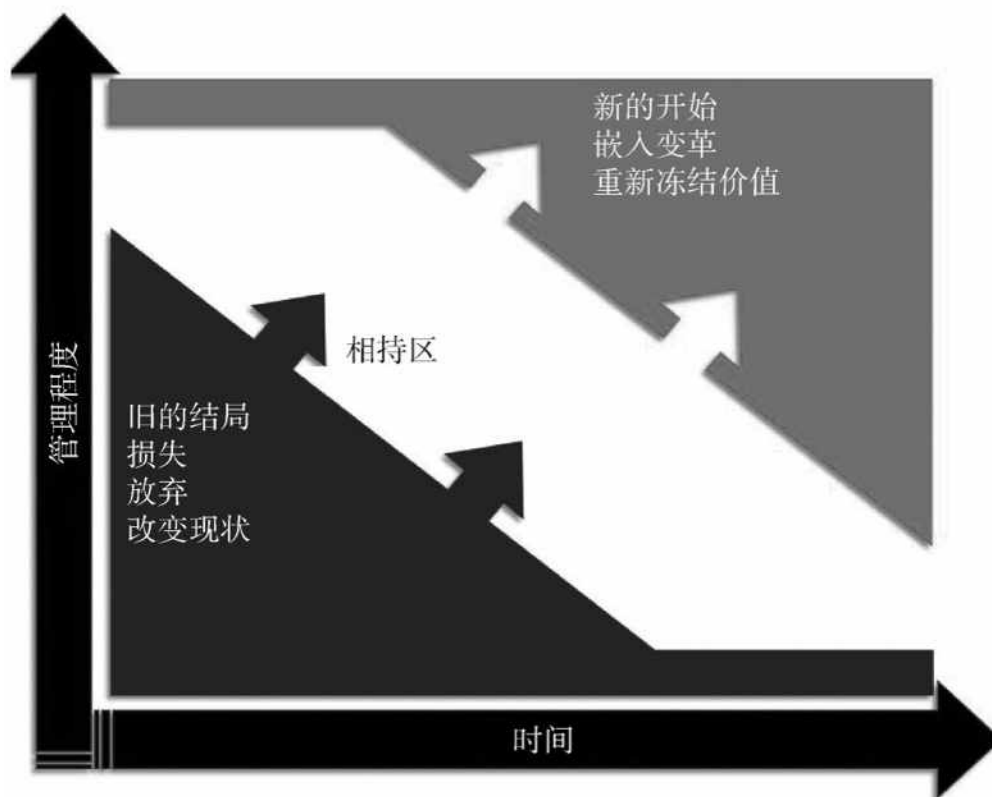 新的开始
嵌入变革
重新冻结价值
相持区
旧的结局
损失
放弃
改变现状
管理程度
时间